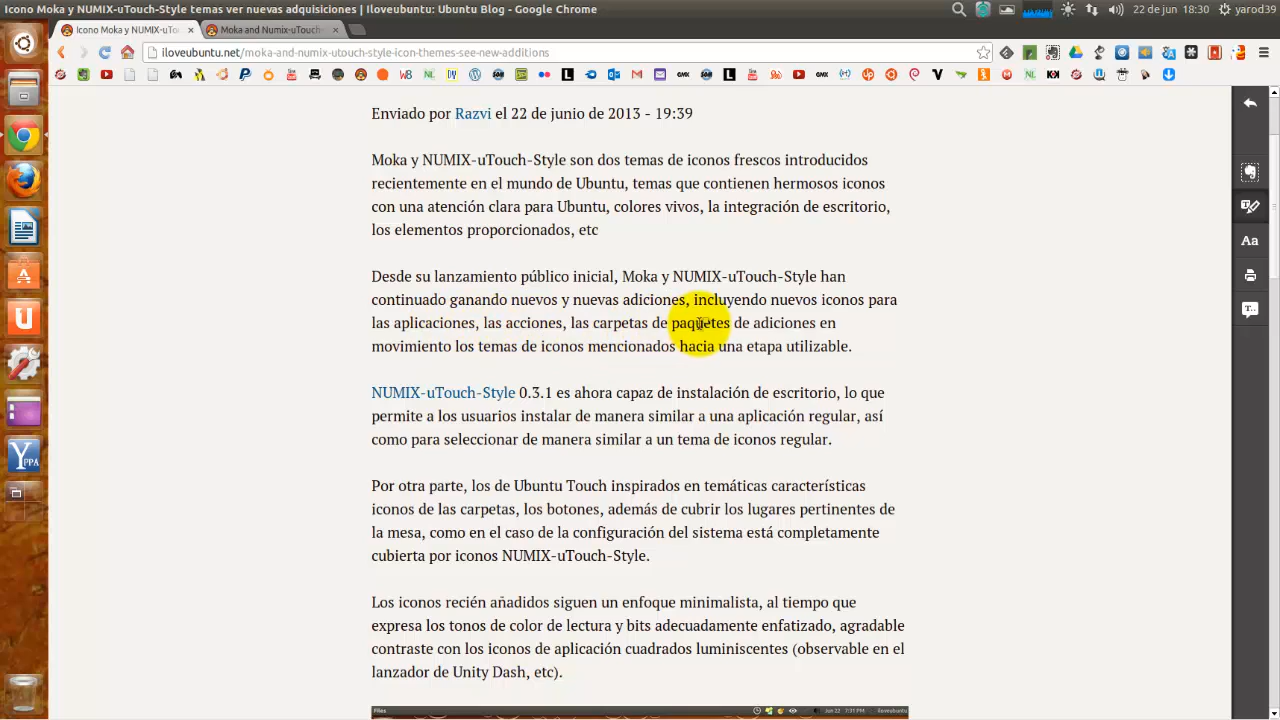 Icono Moka y NUMIX-uTouch-Style temas ver nuevas adquisiciones | Iloveubuntu: Ubuntu Blog - Google Chrome
22 de jun 18:30 yarod39
Icono Moka y NUMIX-uTo
Moka and Numix-uTouch-S
iloveubuntu.net/moka-and-numix-utouch-style-icon-themes-see-new-additions
Enviado por Razvi el 22 de junio de 2013 - 19:39
Moka y NUMIX-uTouch-Style son dos temas de iconos frescos introducidos
recientemente en el mundo de Ubuntu, temas que contienen hermosos iconos
con una atención clara para Ubuntu, colores vivos, la integración de escritorio,
los elementos proporcionados, etc
Desde su lanzamiento público inicial, Moka y NUMIX-uTouch-Style han
continuado ganando nuevos y nuevas adiciones, incluyendo nuevos iconos para
las aplicaciones, las acciones, las carpetas de paquetes de adiciones en
movimiento los temas de iconos mencionados hacia una etapa utilizable.
NUMIX-uTouch-Style 0.3.1 es ahora capaz de instalación de escritorio, lo que
permite a los usuarios instalar de manera similar a una aplicación regular, así
como para seleccionar de manera similar a un tema de iconos regular.
Por otra parte, los de Ubuntu Touch inspirados en temáticas características
iconos de las carpetas, los botones, además de cubrir los lugares pertinentes de
la mesa, como en el caso de la configuración del sistema está completamente
cubierta por iconos NUMIX-uTouch-Style.
Los iconos recién añadidos siguen un enfoque minimalista, al tiempo que
expresa los tonos de color de lectura y bits adecuadamente enfatizado, agradable
contraste con los iconos de aplicación cuadrados luminiscentes (observable en el
lanzador de Unity Dash, etc).
Files
Jun 22, 7:31 PM
Aa
PPA